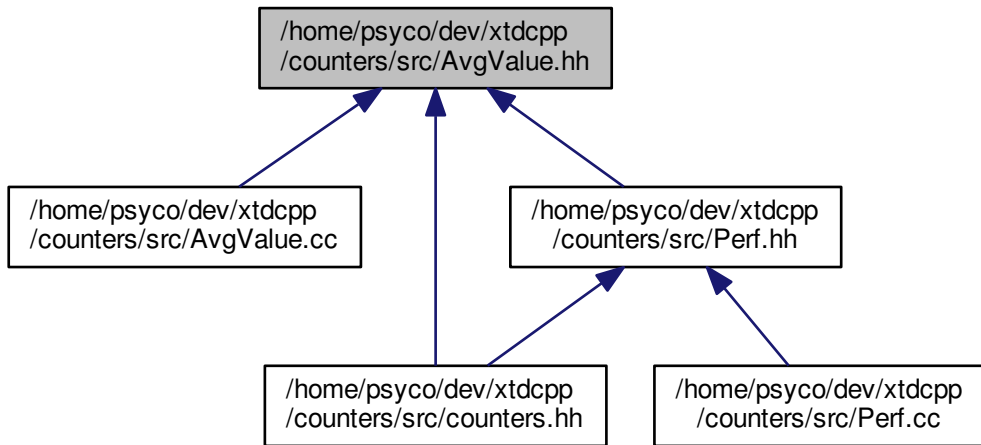 /home/psyco/dev/xtdcpp
/counters/src/AvgValue.hh
/home/psyco/dev/xtdcpp
/counters/src/AvgValue.cc
/home/psyco/dev/xtdcpp
/counters/src/Perf.hh
/home/psyco/dev/xtdcpp
/counters/src/counters.hh
/home/psyco/dev/xtdcpp
/counters/src/Perf.cc